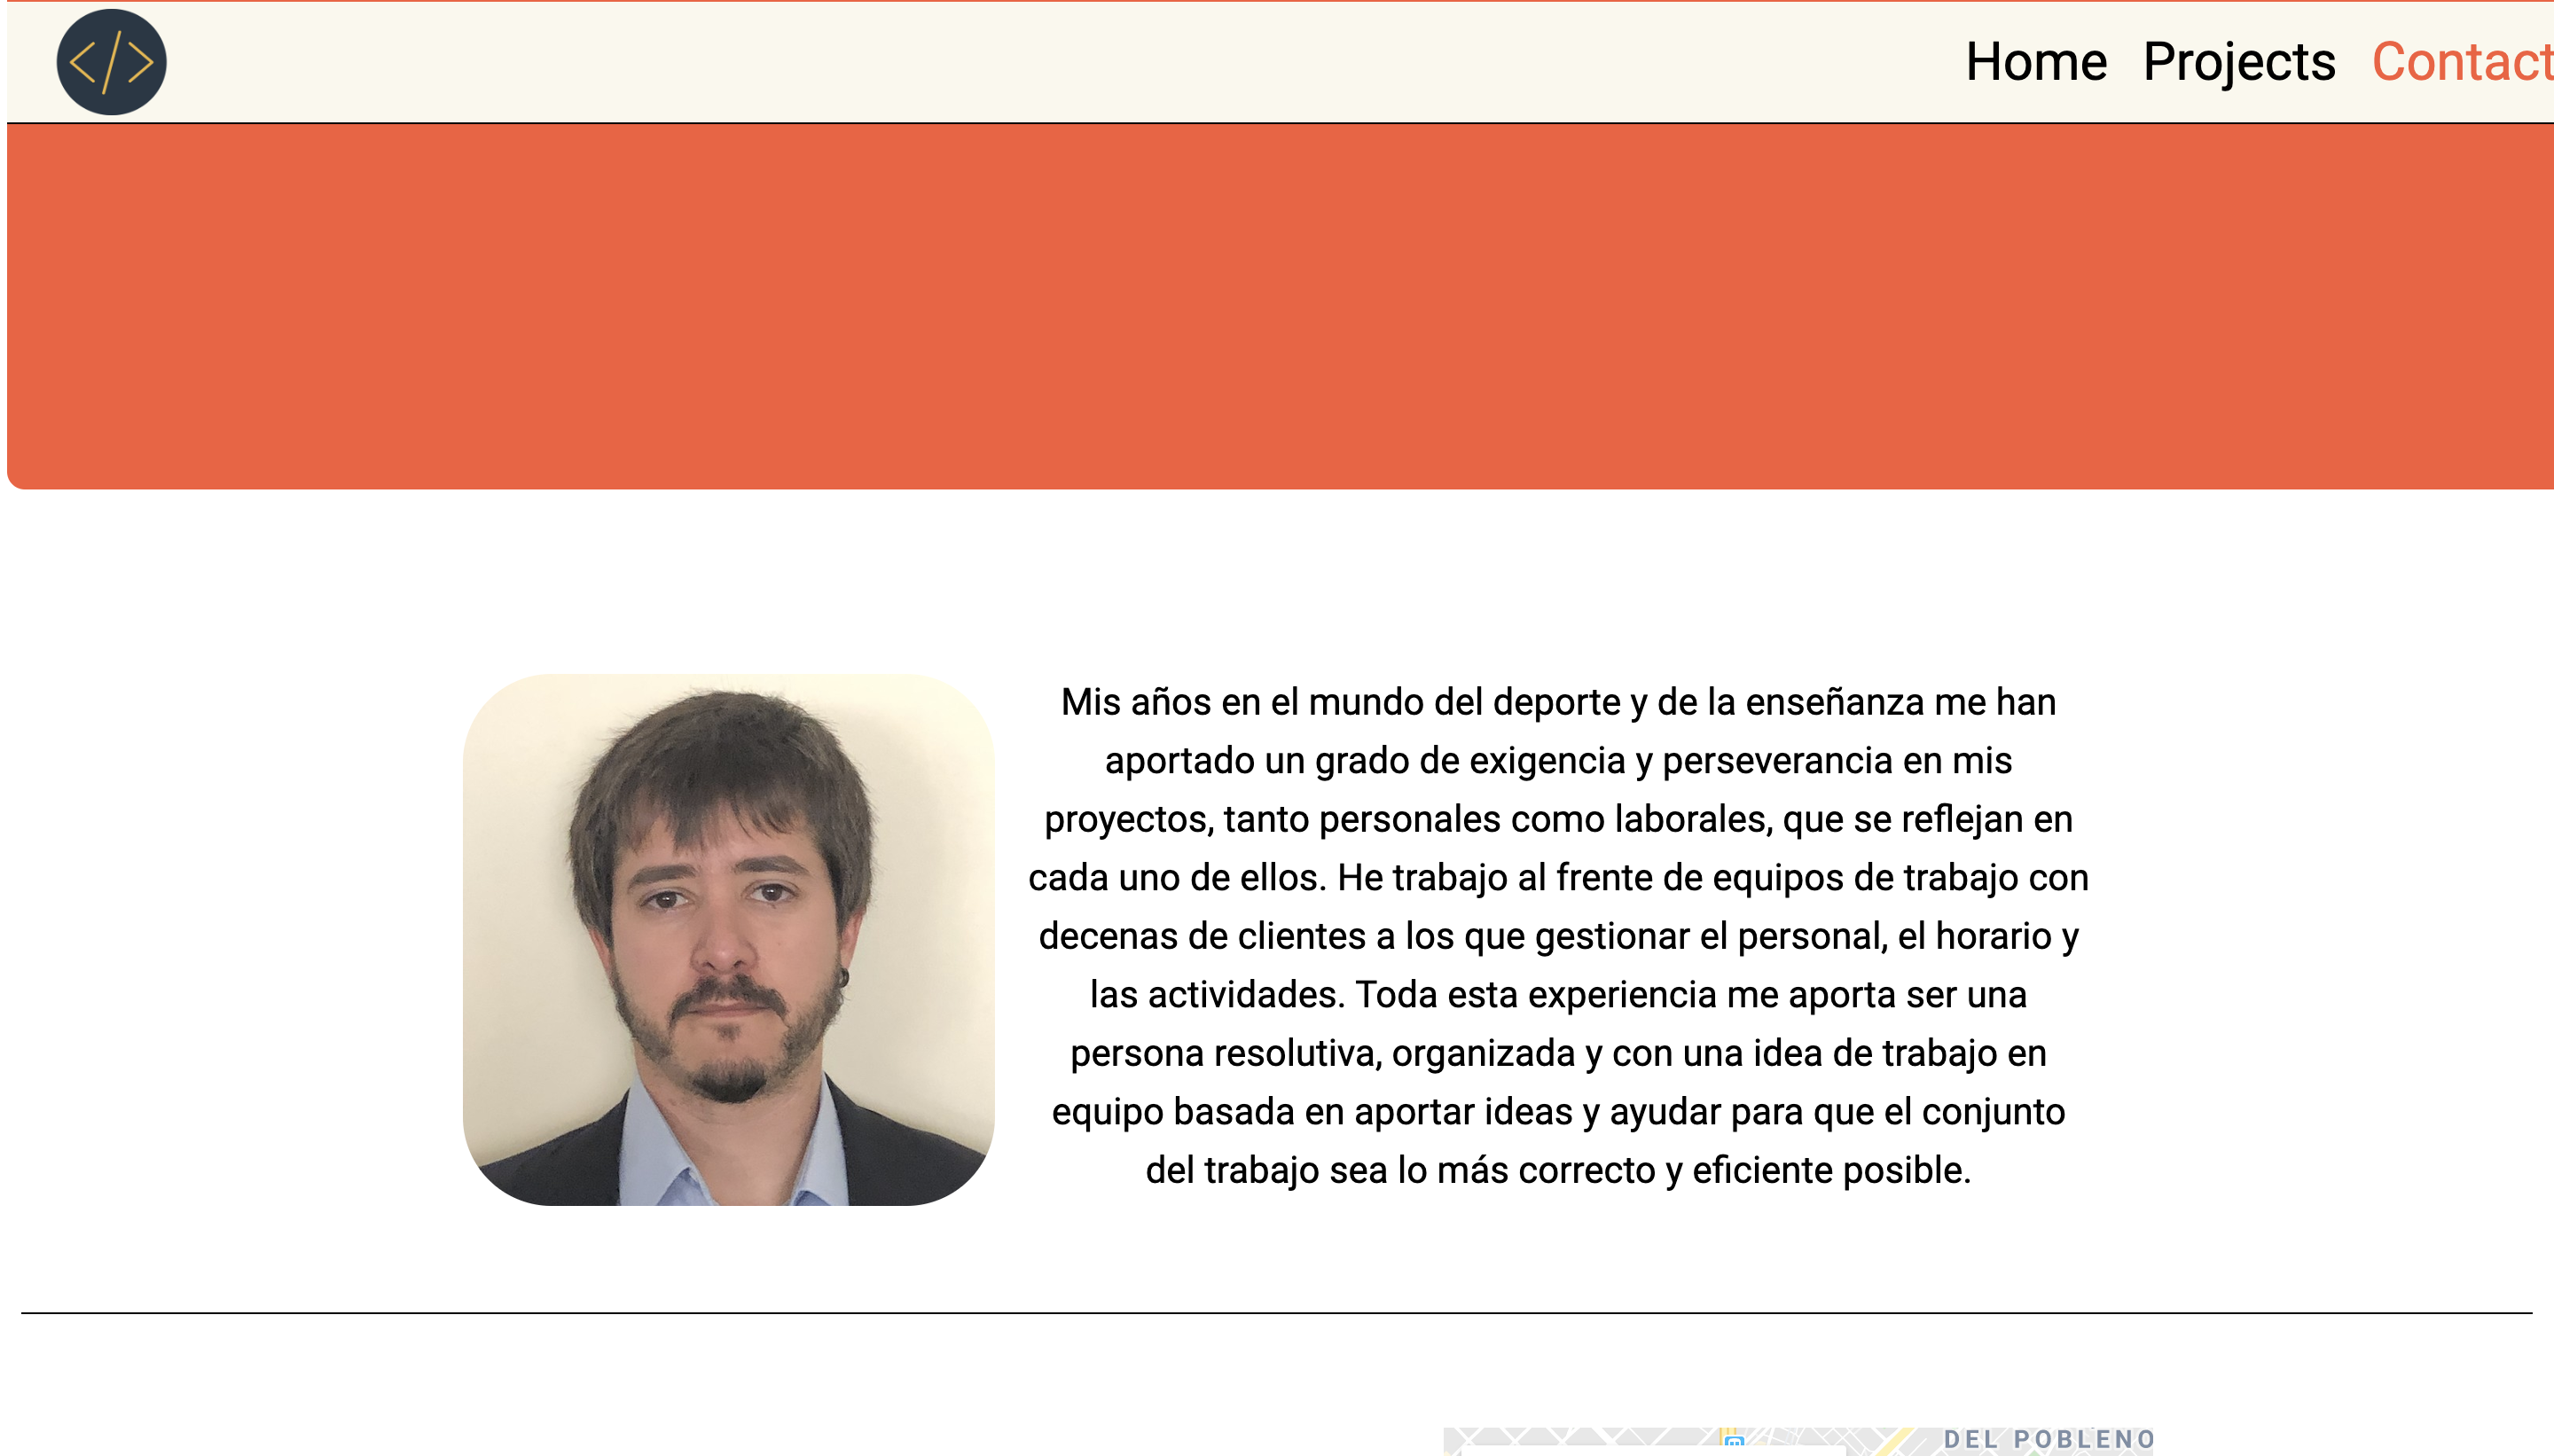 </>
Home Projects Contact
Mis años en el mundo del deporte y de la enseñanza me han
aportado un grado de exigencia y perseverancia en mis
proyectos, tanto personales como laborales, que se reflejan en
cada uno de ellos. He trabajo al frente de equipos de trabajo con
decenas de clientes a los que gestionar el personal, el horario y
las actividades. Toda esta experiencia me aporta ser una
persona resolutiva, organizada y con una idea de trabajo en
equipo basada en aportar ideas y ayudar para que el conjunto
del trabajo sea lo más correcto y eficiente posible.
DEL POBLENO